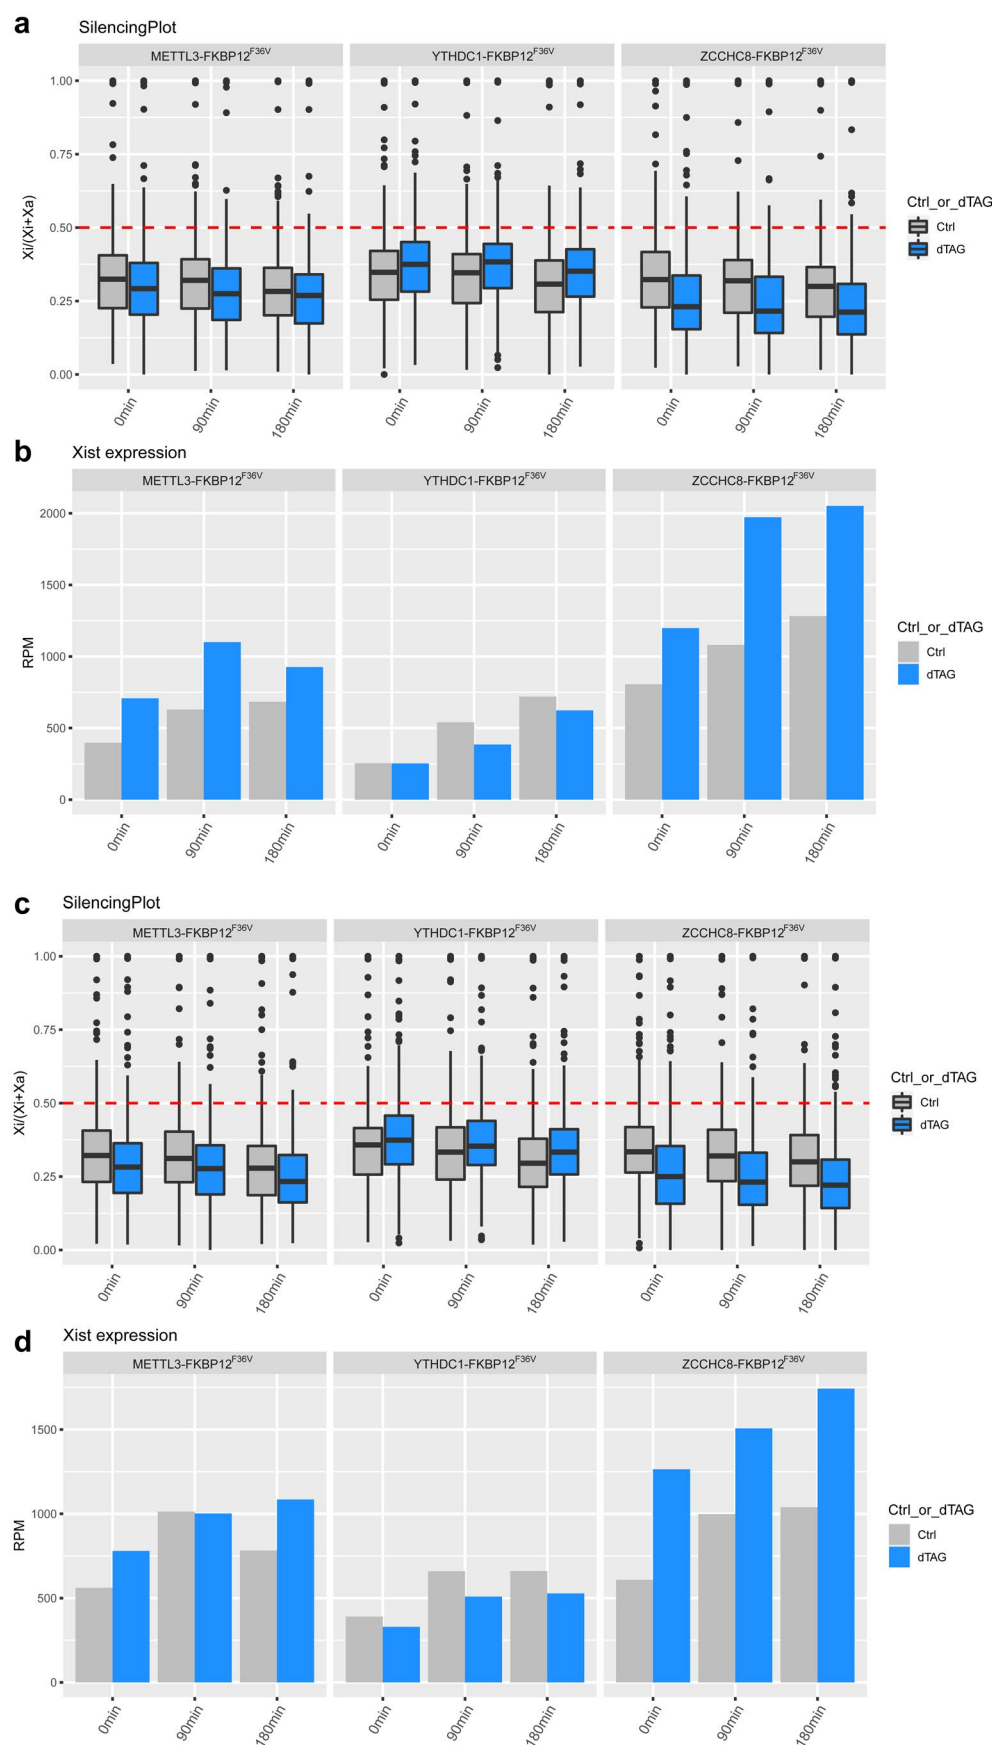 a
SilencingPlot
METTL3-FKBP12F36V YTHDC1-FKBP12F36V ZCCHC8-FKBP12F36V
1.00
0.75
0.50
0.25
0.00
Xi/(Xi+Xa)
0min 90min 180min 0min 90min 180min 0min 90min 180min
Ctrl_or_dTAG
Ctrl
dTAG
b
Xist expression
METTL3-FKBP12F36V YTHDC1-FKBP12F36V ZCCHC8-FKBP12F36V
2000
1500
1000
500
0
RPM
0min 90min 180min 0min 90min 180min 0min 90min 180min
Ctrl_or_dTAG
Ctrl
dTAG
c
SilencingPlot
METTL3-FKBP12F36V YTHDC1-FKBP12F36V ZCCHC8-FKBP12F36V
1.00
0.75
0.50
0.25
0.00
Xi/(Xi+Xa)
0min 90min 180min 0min 90min 180min 0min 90min 180min
Ctrl_or_dTAG
Ctrl
dTAG
d
Xist expression
METTL3-FKBP12F36V YTHDC1-FKBP12F36V ZCCHC8-FKBP12F36V
1500
1000
500
0
RPM
0min 90min 180min 0min 90min 180min 0min 90min 180min
Ctrl_or_dTAG
Ctrl
dTAG